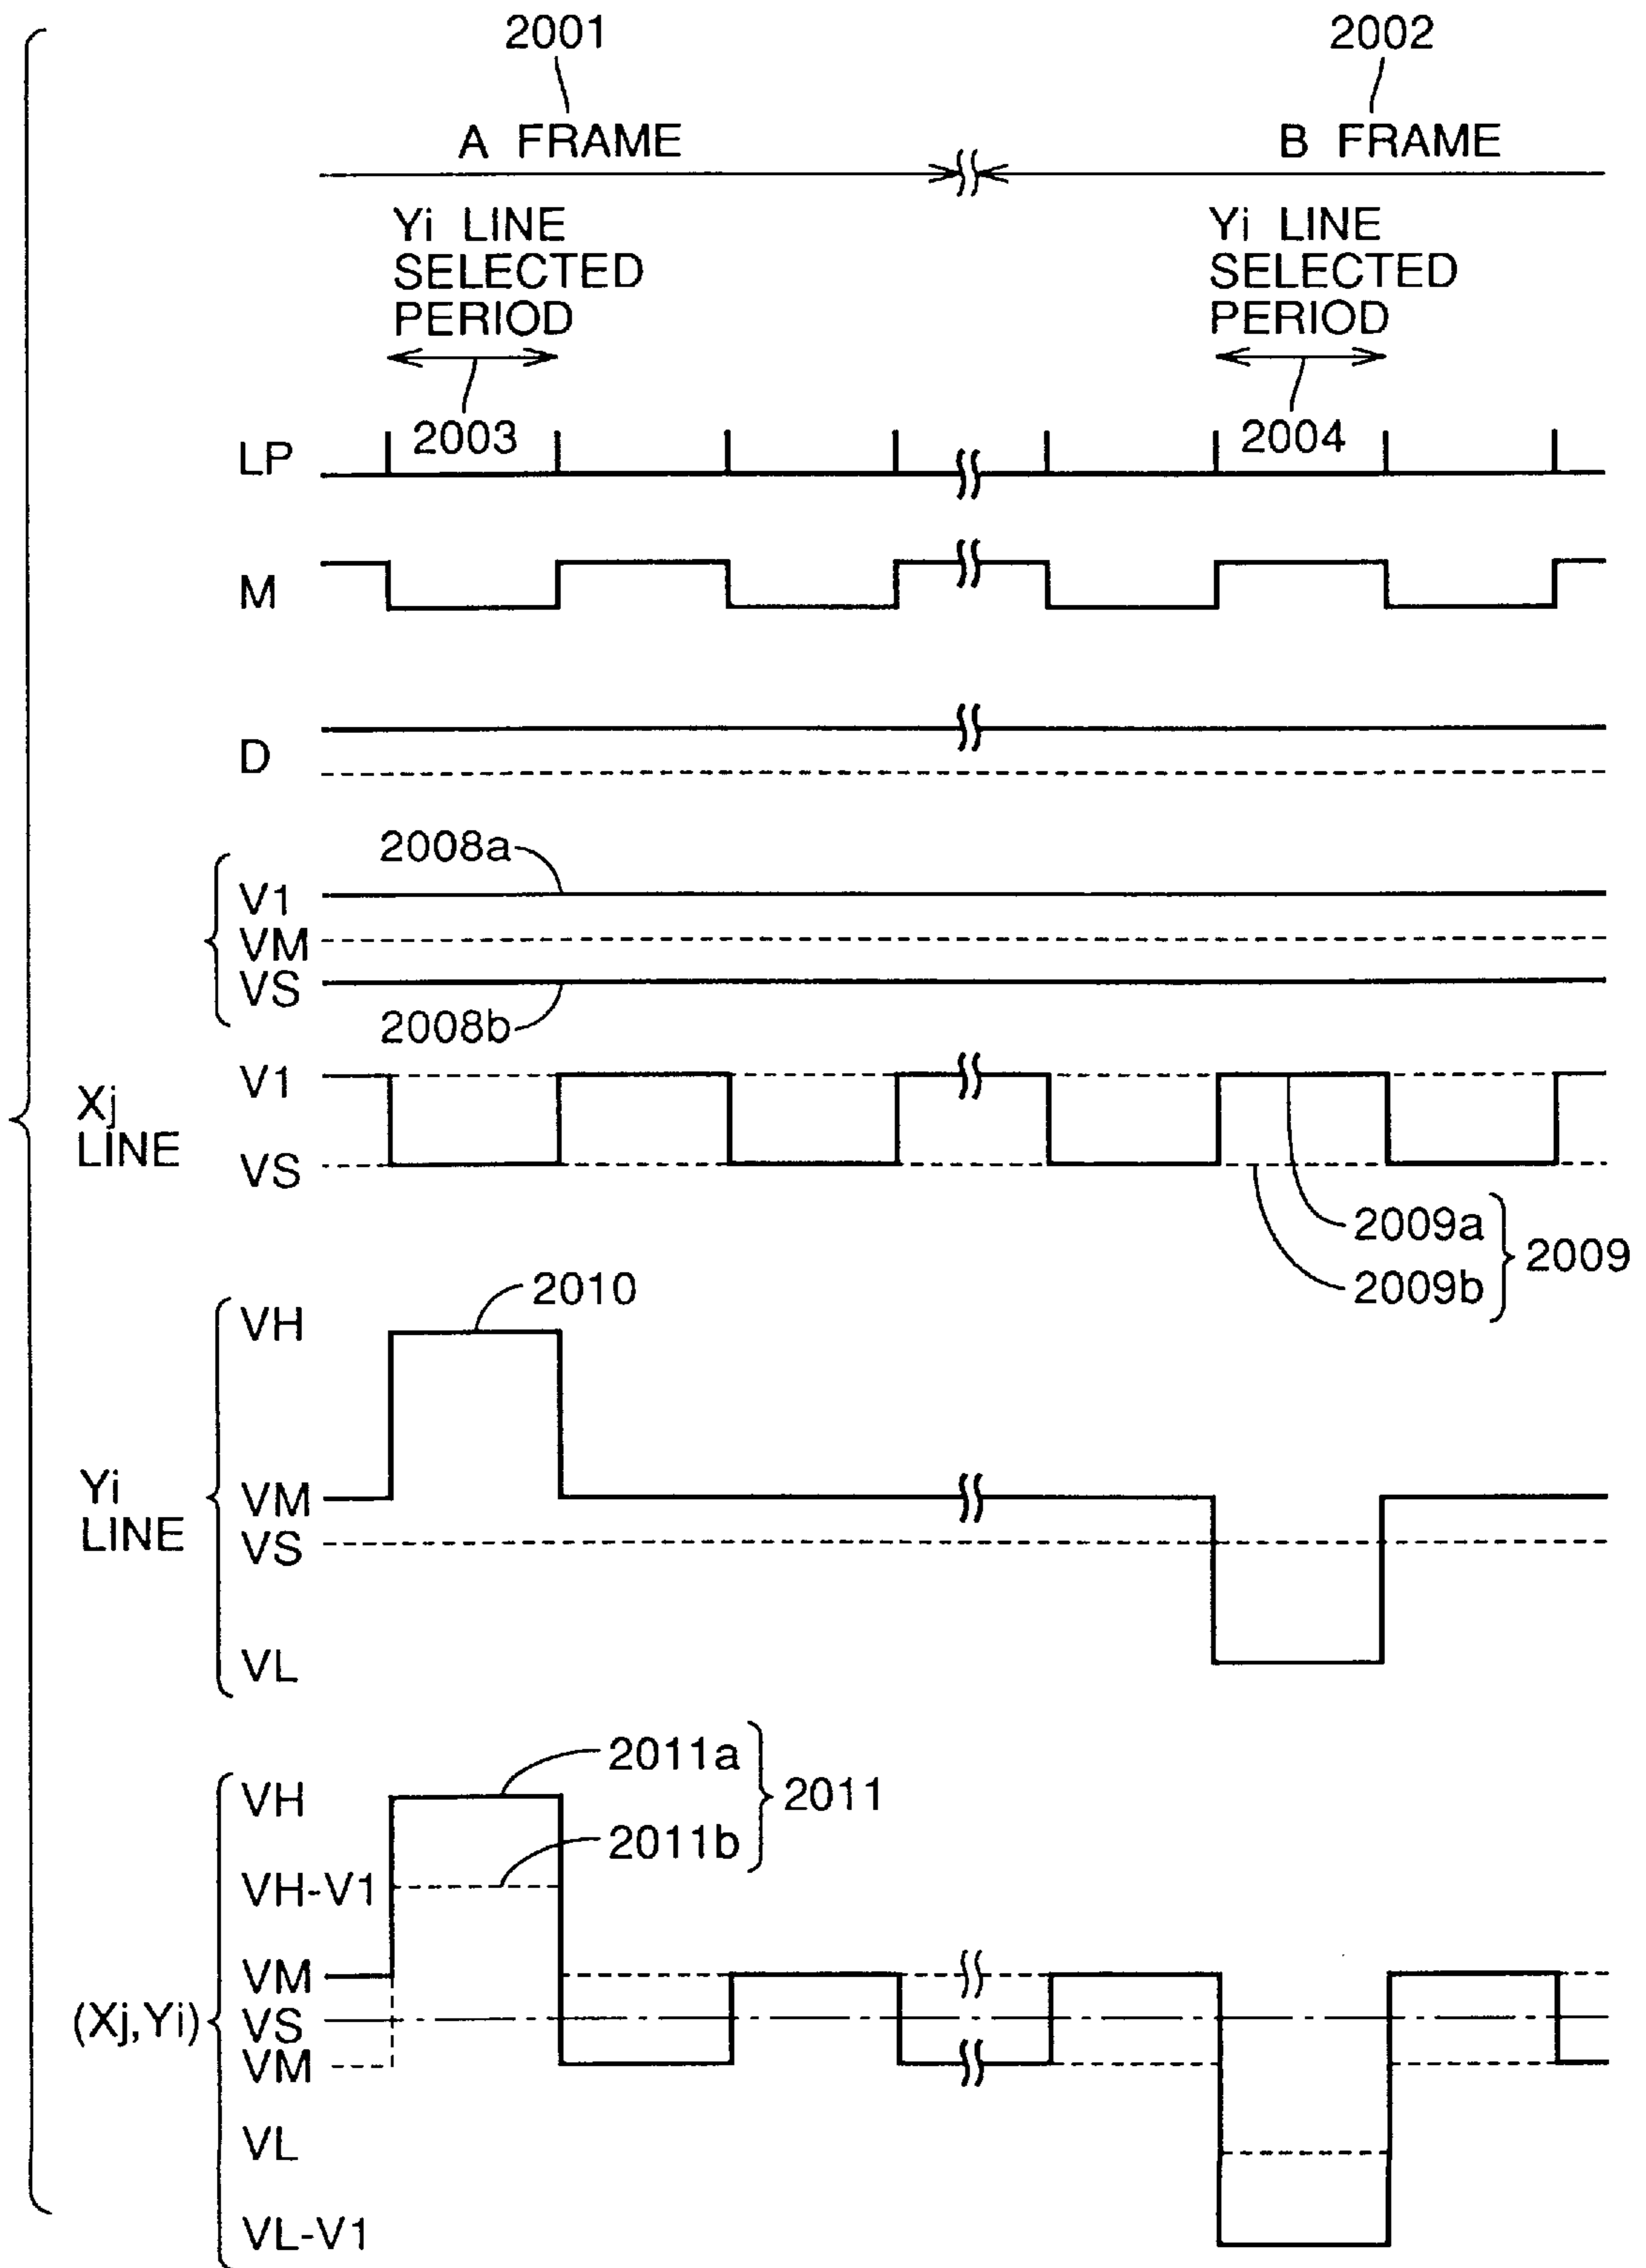 2001
2002
A FRAME
B FRAME
Yi LINE
SELECTED
PERIOD
Yi LINE
SELECTED
PERIOD
2003
2004
LP
M
D
2008a
V1
VM
VS
2008b
Xj
LINE
V1
VS
2009a
2009b
2009
2010
Yi
LINE
VH
VM
VS
VL
2011a
2011b
2011
(Xj,Yi)
VH
VH-V1
VM
VS
VM
VL
VL-V1